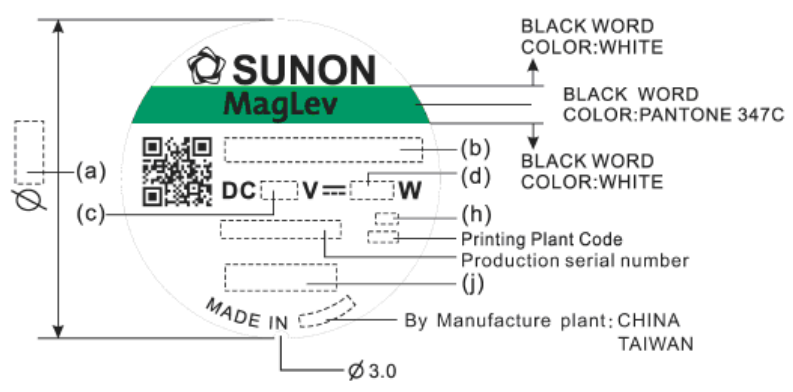 BLACK WORD
COLOR:WHITE
SUNON
MagLev
BLACK WORD
COLOR:PANTONE 347C
(b)
BLACK WORD
COLOR:WHITE
(a)
(d)
DC V⎓ W
(c)
(h)
Ø
Printing Plant Code
Production serial number
(j)
MADE IN
By Manufacture plant: CHINA
TAIWAN
Ø3.0